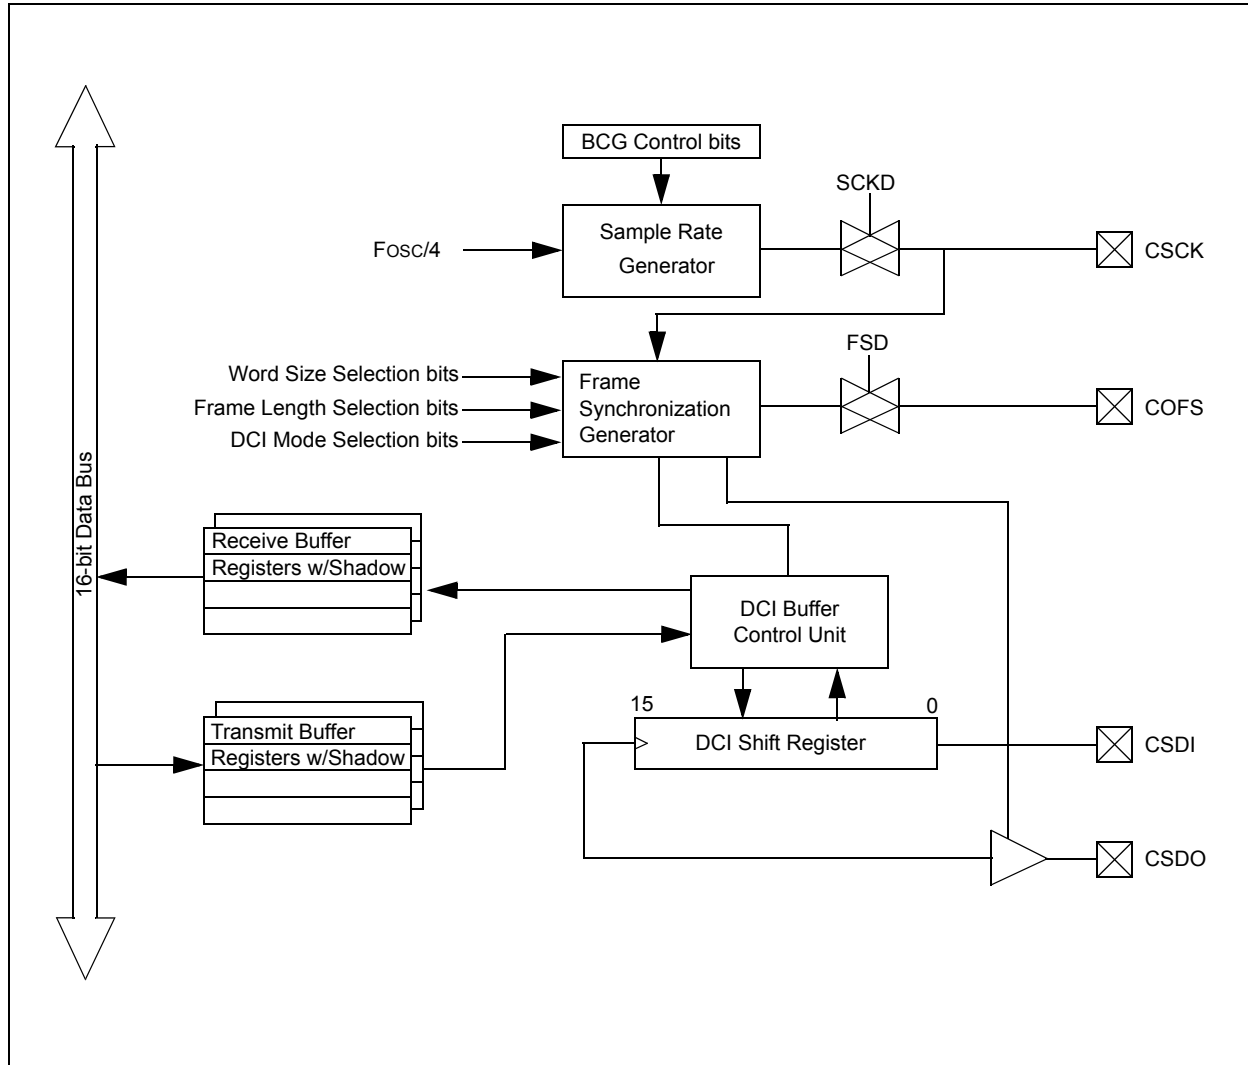 BCG Control bits
SCKD
Sample Rate
Generator
FOSC/4
CSCK
FSD
Word Size Selection bits
Frame Length Selection bits
DCI Mode Selection bits
Frame
Synchronization
Generator
COFS
16-bit Data Bus
Receive Buffer
Registers w/Shadow
DCI Buffer
Control Unit
15
0
Transmit Buffer
Registers w/Shadow
DCI Shift Register
CSDI
CSDO